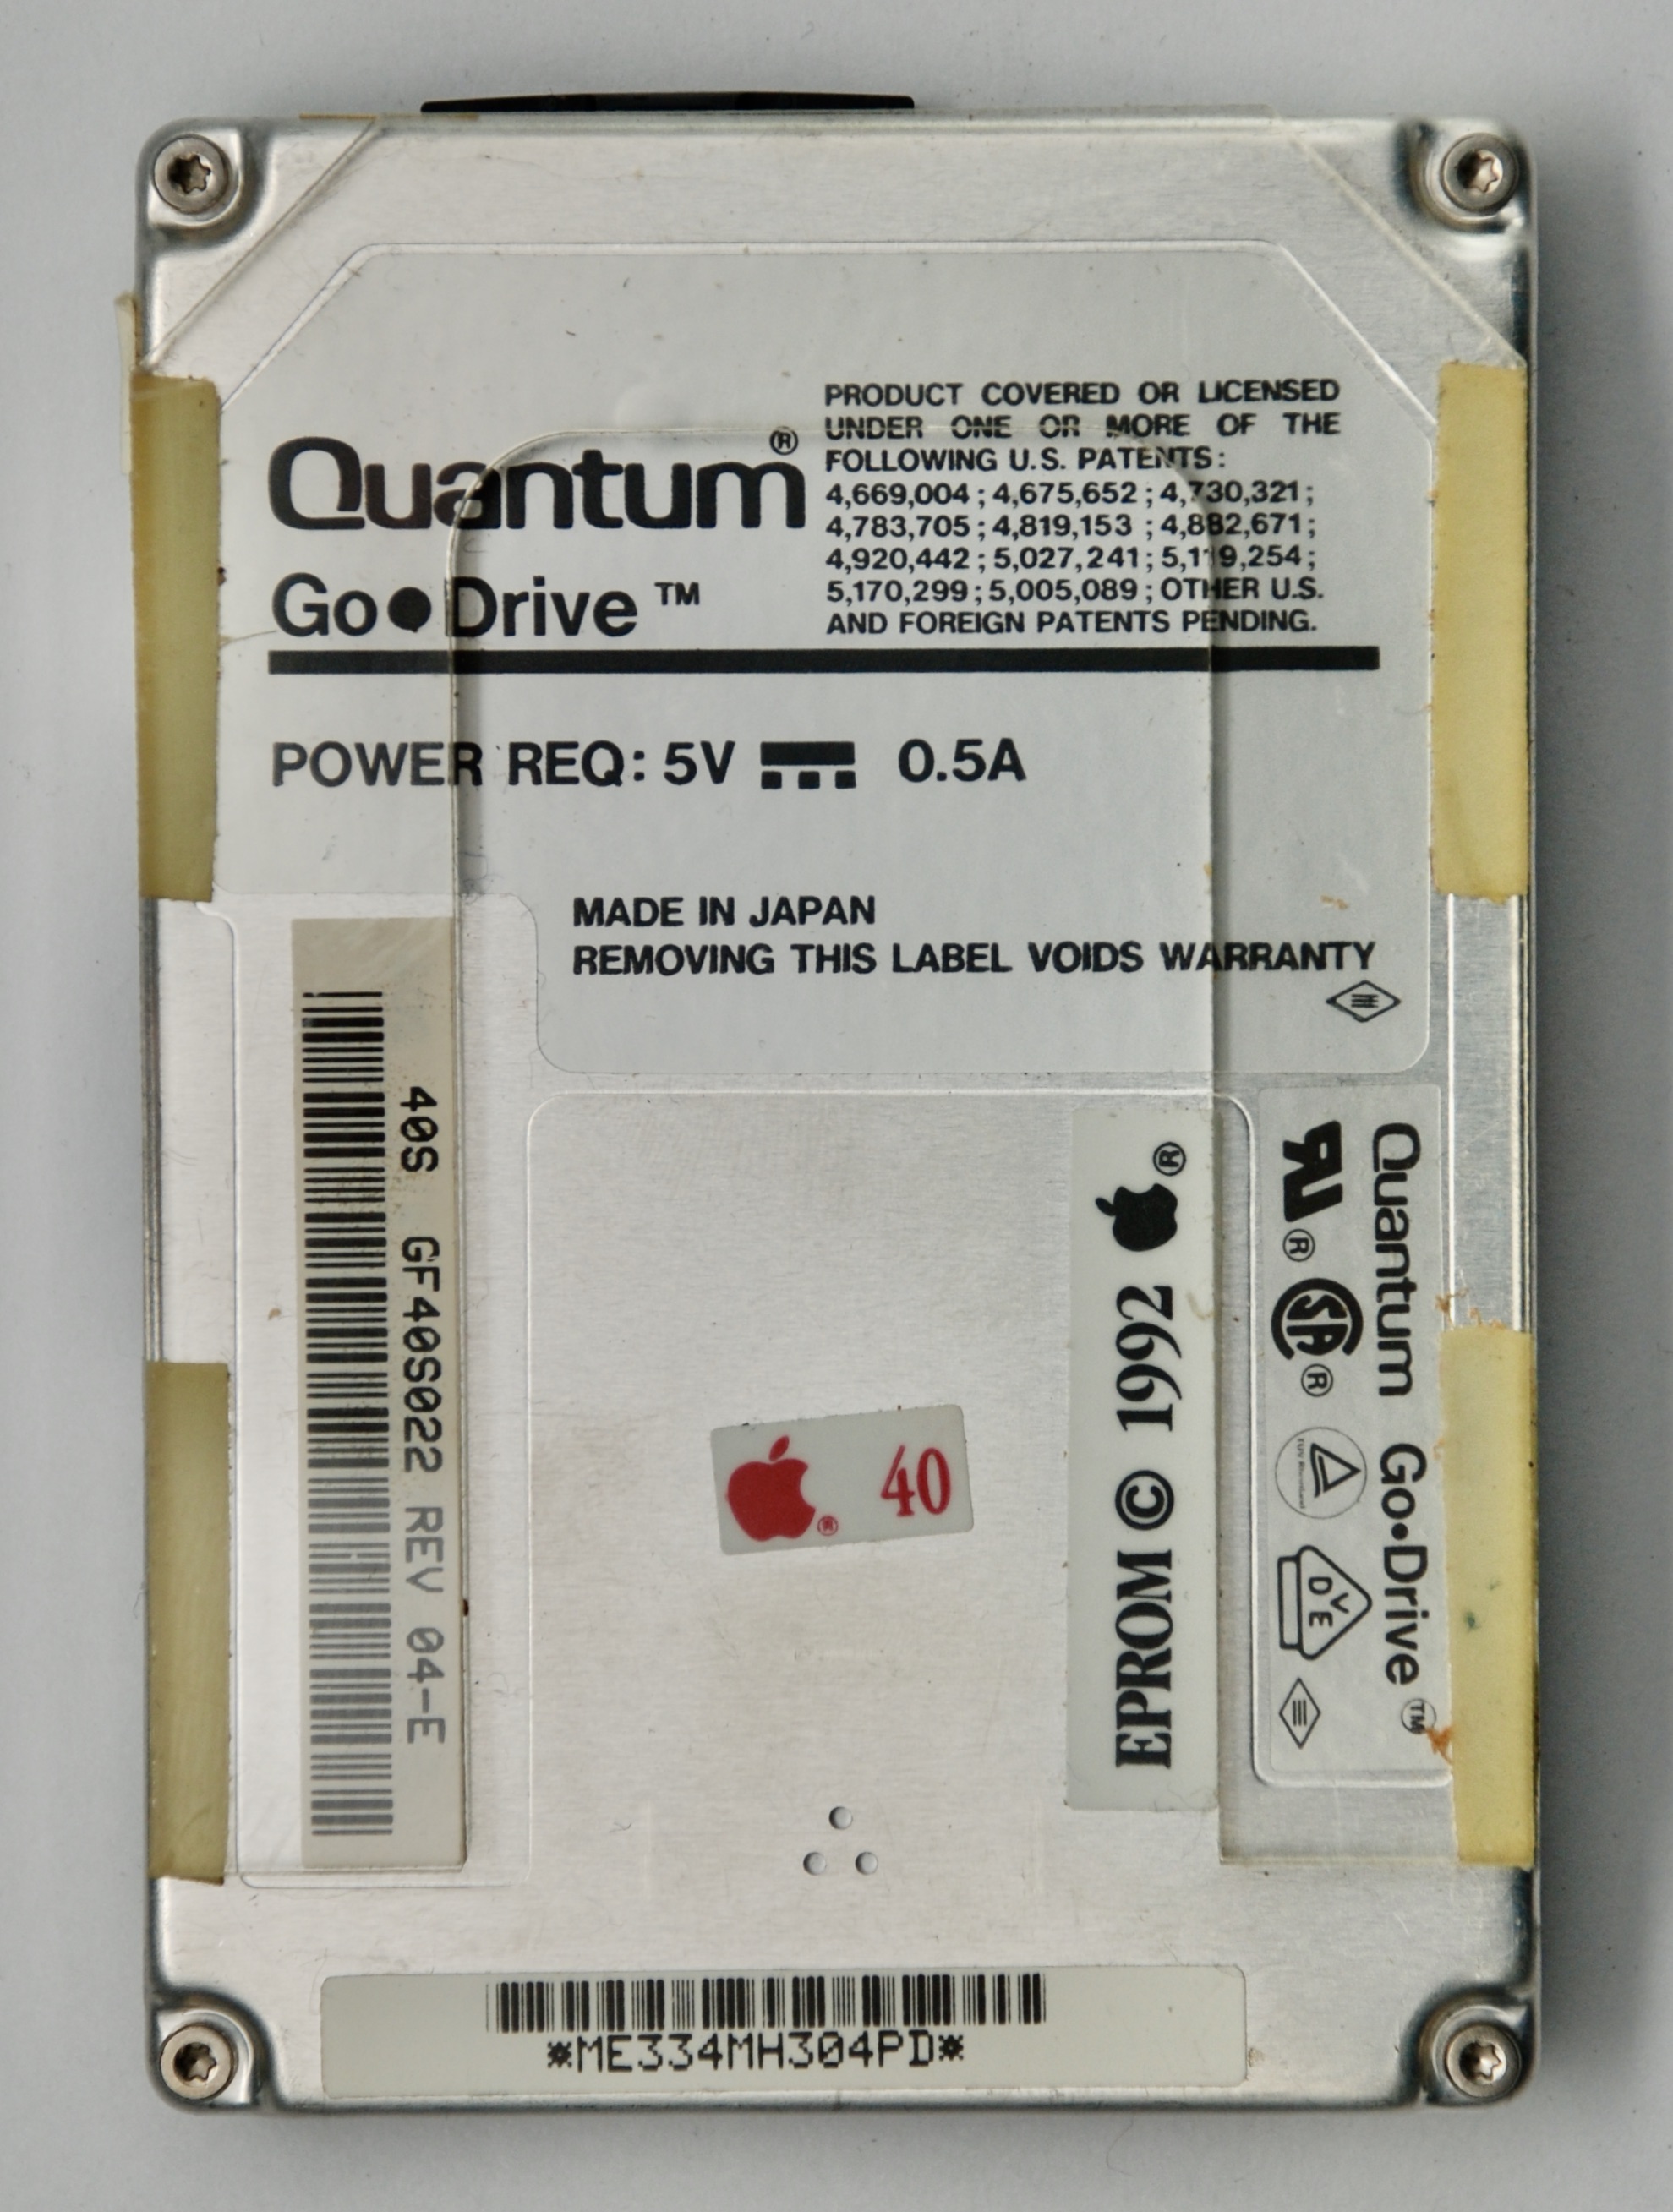 Quantum®
Go●Drive™
PRODUCT COVERED OR LICENSED
UNDER ONE OR MORE OF THE
FOLLOWING U.S. PATENTS:
4,669,004; 4,675,652; 4,730,321;
4,783,705; 4,819,153; 4,882,671;
4,920,442; 5,027,241; 5,119,254;
5,170,299; 5,005,089; OTHER U.S.
AND FOREIGN PATENTS PENDING.
POWER REQ: 5V ⎓ 0.5A
MADE IN JAPAN
REMOVING THIS LABEL VOIDS WARRANTY
40S GF40S022 REV 04-E
® 40
EPROM © 1992 ®
Quantum Go•Drive™
UR® SA®
DVE
*ME334MH304PD*